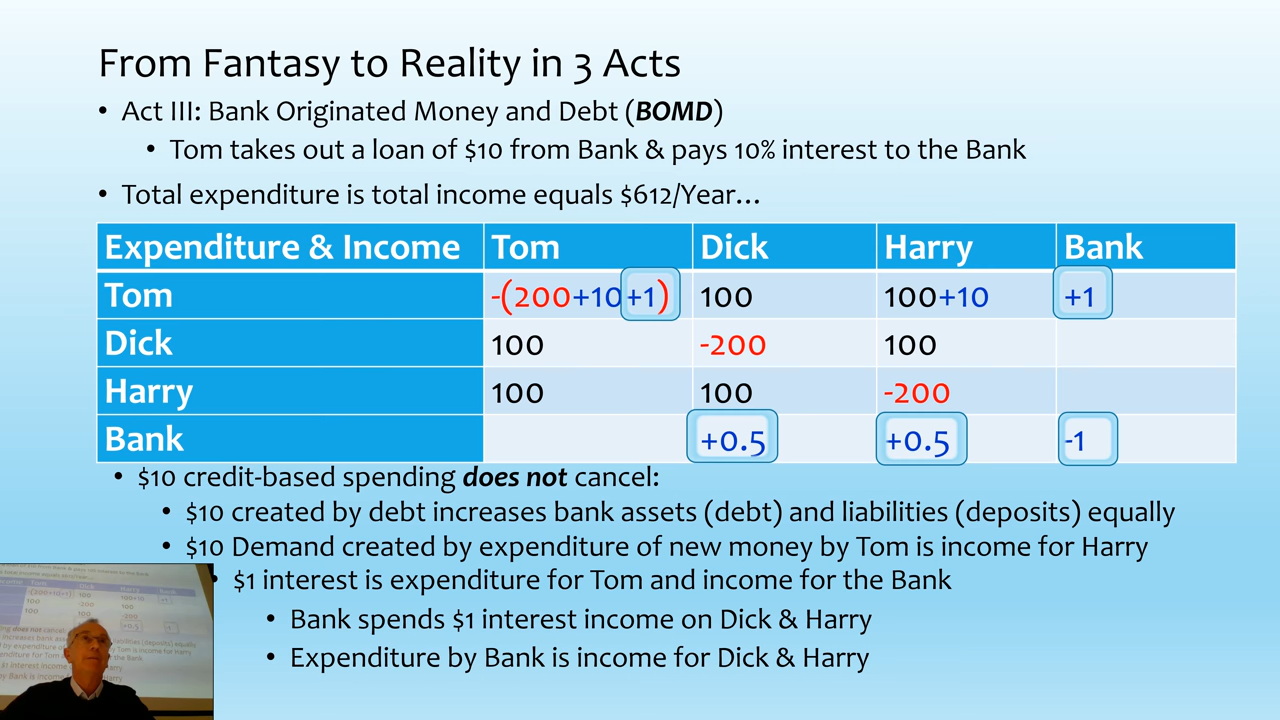 From Fantasy to Reality in 3 Acts
• Act III: Bank Originated Money and Debt (BOMD)
• Tom takes out a loan of $10 from Bank & pays 10% interest to the Bank
• Total expenditure is total income equals $612/Year…
Expenditure & Income Tom Dick Harry Bank
Tom -(200+10+1) 100 100+10 +1
Dick 100 -200 100
Harry 100 100 -200
Bank +0.5 +0.5 -1
• $10 credit-based spending does not cancel:
• $10 created by debt increases bank assets (debt) and liabilities (deposits) equally
• $10 Demand created by expenditure of new money by Tom is income for Harry
• $1 interest is expenditure for Tom and income for the Bank
• Bank spends $1 interest income on Dick & Harry
• Expenditure by Bank is income for Dick & Harry